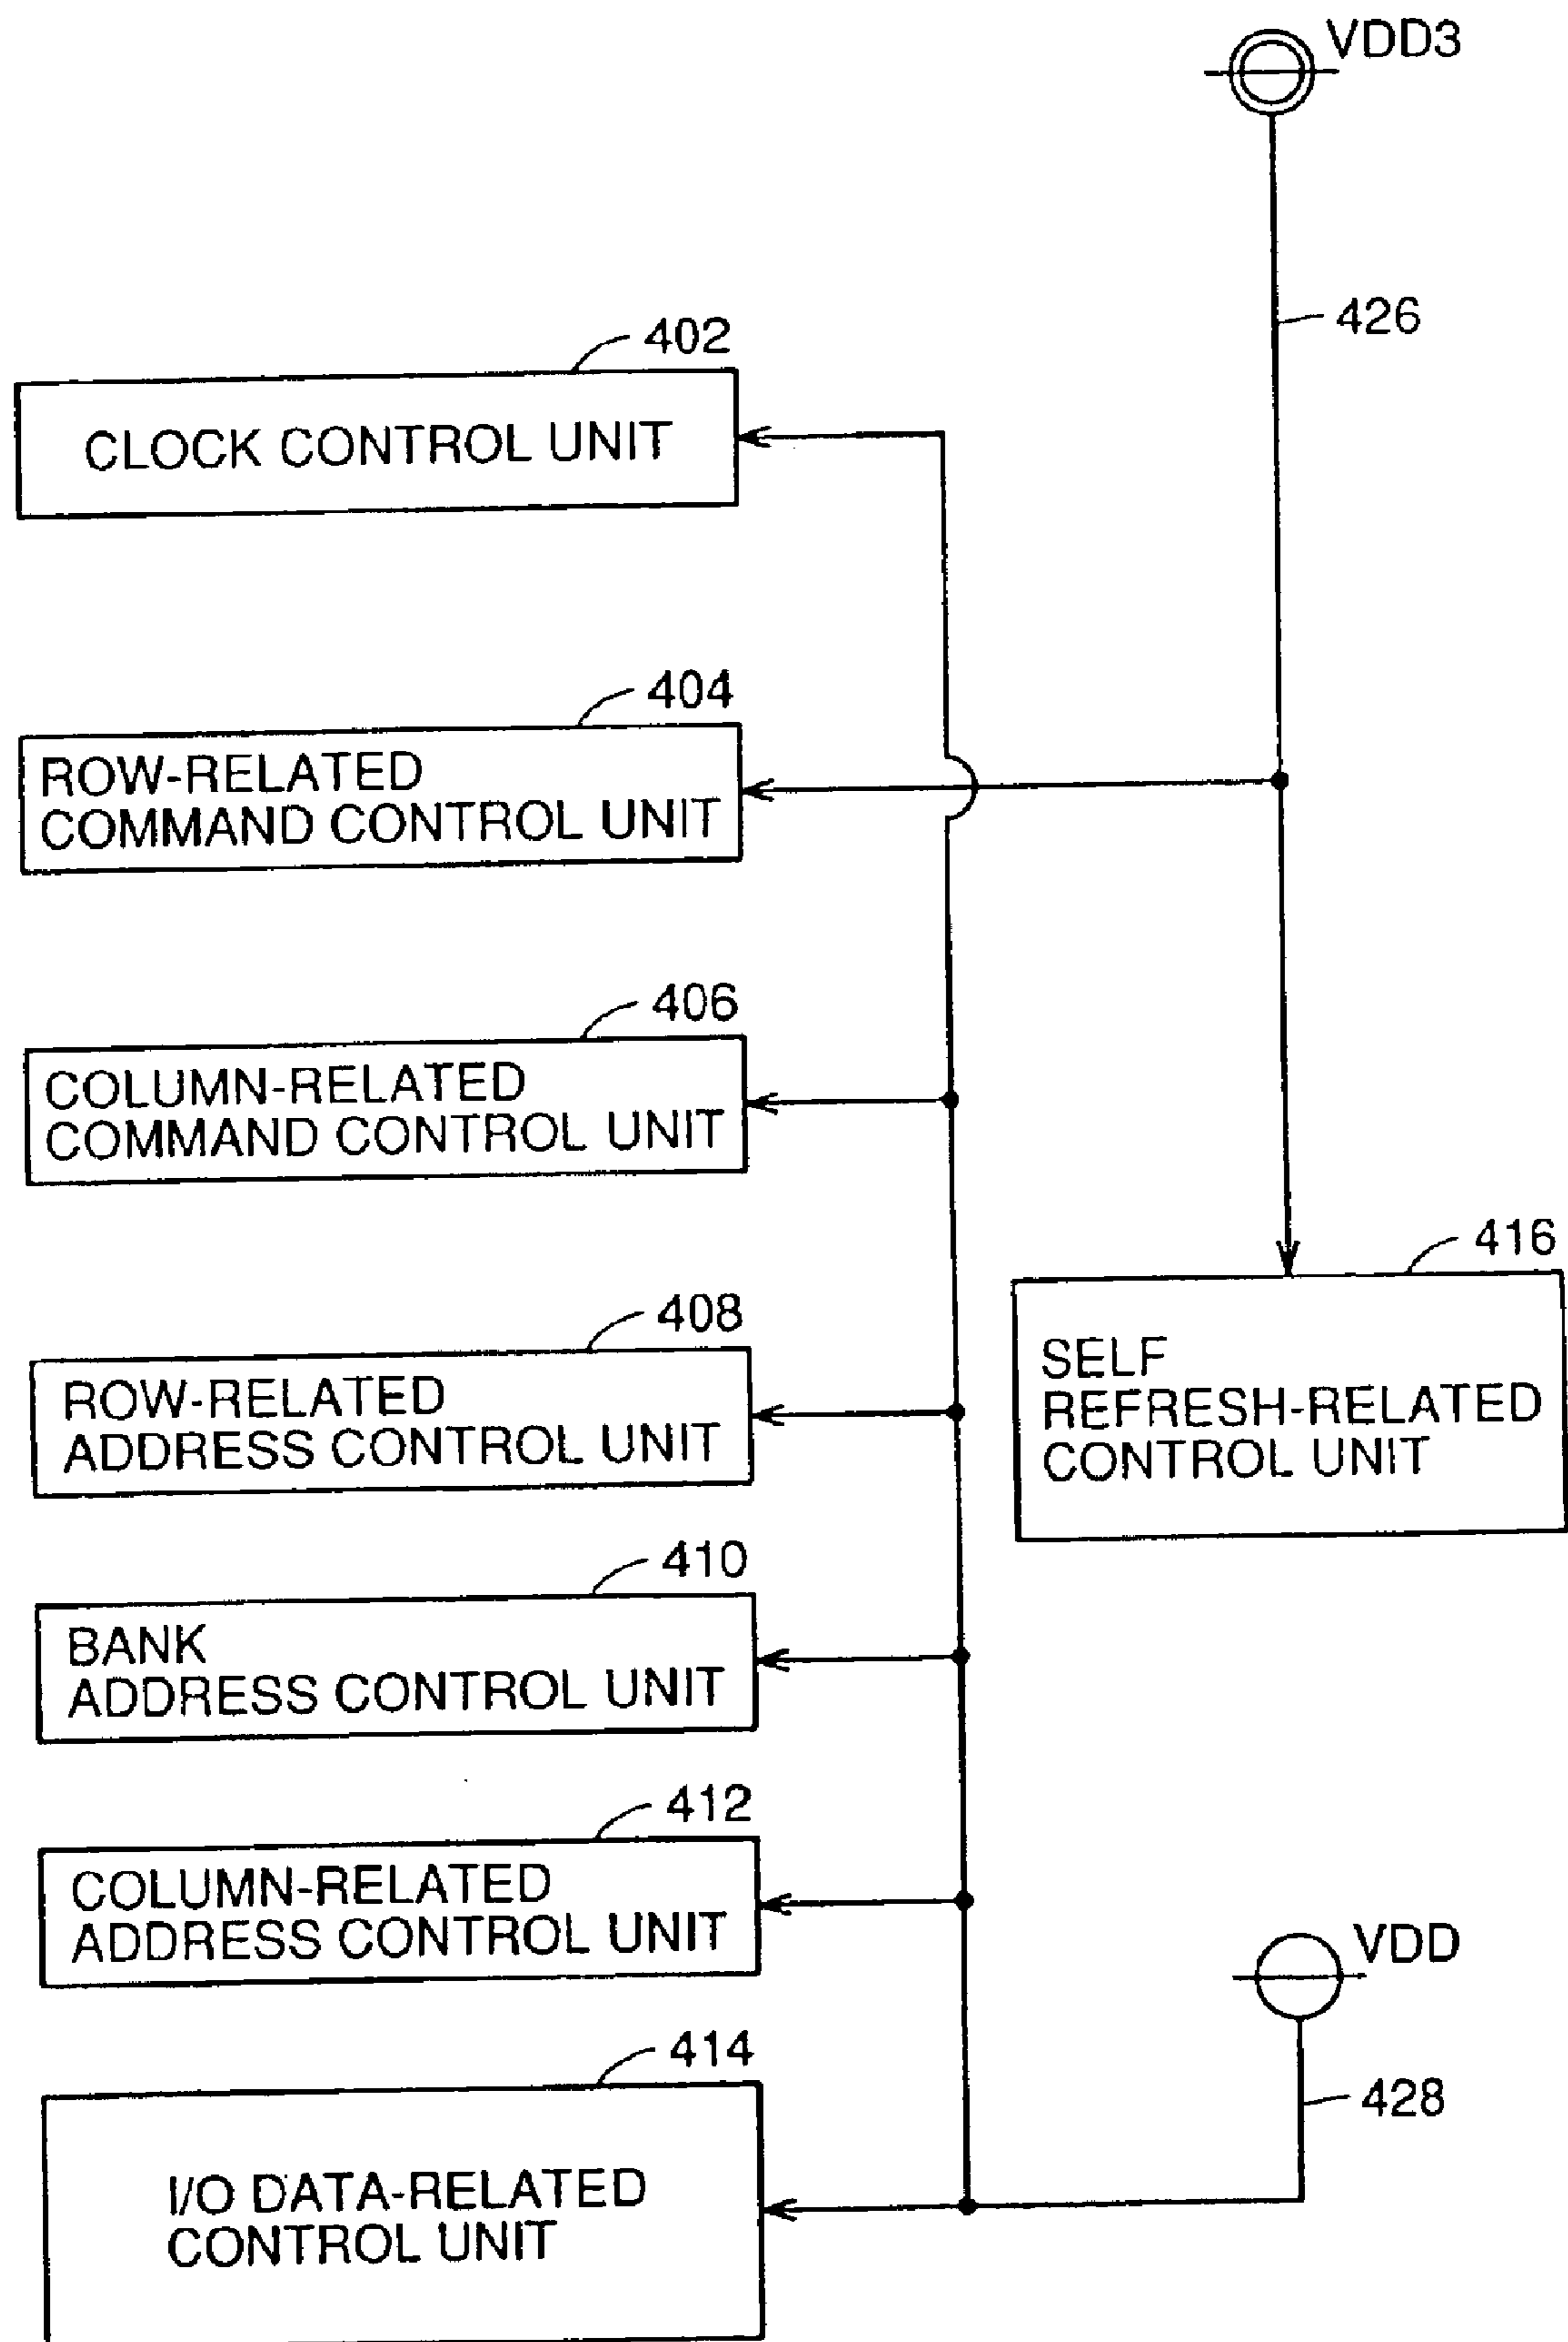 VDD3
426
402
CLOCK CONTROL UNIT
404
ROW-RELATED
COMMAND CONTROL UNIT
406
COLUMN-RELATED
COMMAND CONTROL UNIT
416
SELF
REFRESH-RELATED
CONTROL UNIT
408
ROW-RELATED
ADDRESS CONTROL UNIT
410
BANK
ADDRESS CONTROL UNIT
412
COLUMN-RELATED
ADDRESS CONTROL UNIT
VDD
428
414
I/O DATA-RELATED
CONTROL UNIT